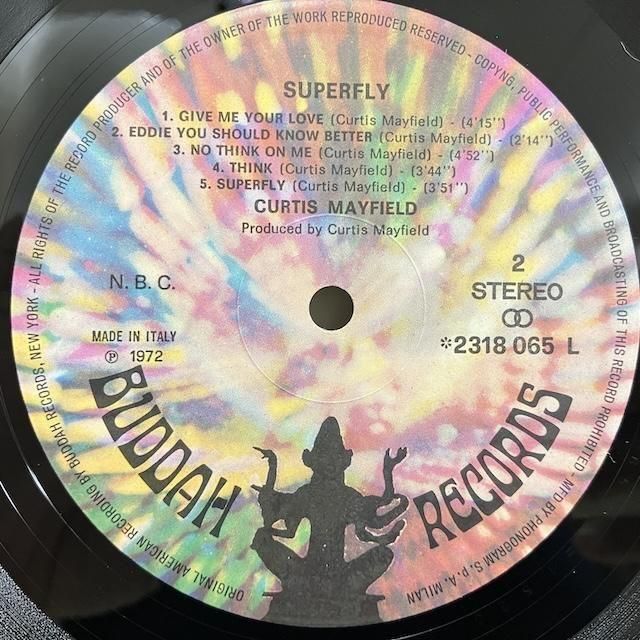 ORIGINAL AMERICAN RECORDING BY BUDDAH RECORDS, NEW YORK - ALL RIGHTS OF THE RECORD PRODUCER AND OF THE OWNER OF THE WORK REPRODUCED RESERVED - COPYNG, PUBLIC PERFORMANCE AND BROADCASTING OF THIS RECORD PROHIBITED - MFD BY PHONOGRAM S.p.A. MILAN
SUPERFLY
1. GIVE ME YOUR LOVE (Curtis Mayfield) - (4'15'')
2. EDDIE YOU SHOULD KNOW BETTER (Curtis Mayfield) - (2'14'')
3. NO THINK ON ME (Curtis Mayfield) - (4'52'')
4. THINK (Curtis Mayfield) - (3'44'')
5. SUPERFLY (Curtis Mayfield) - (3'51'')
CURTIS MAYFIELD
Produced by Curtis Mayfield
N. B. C.
2
STEREO
*2318 065 L
MADE IN ITALY
℗ 1972
BUDDAH RECORDS